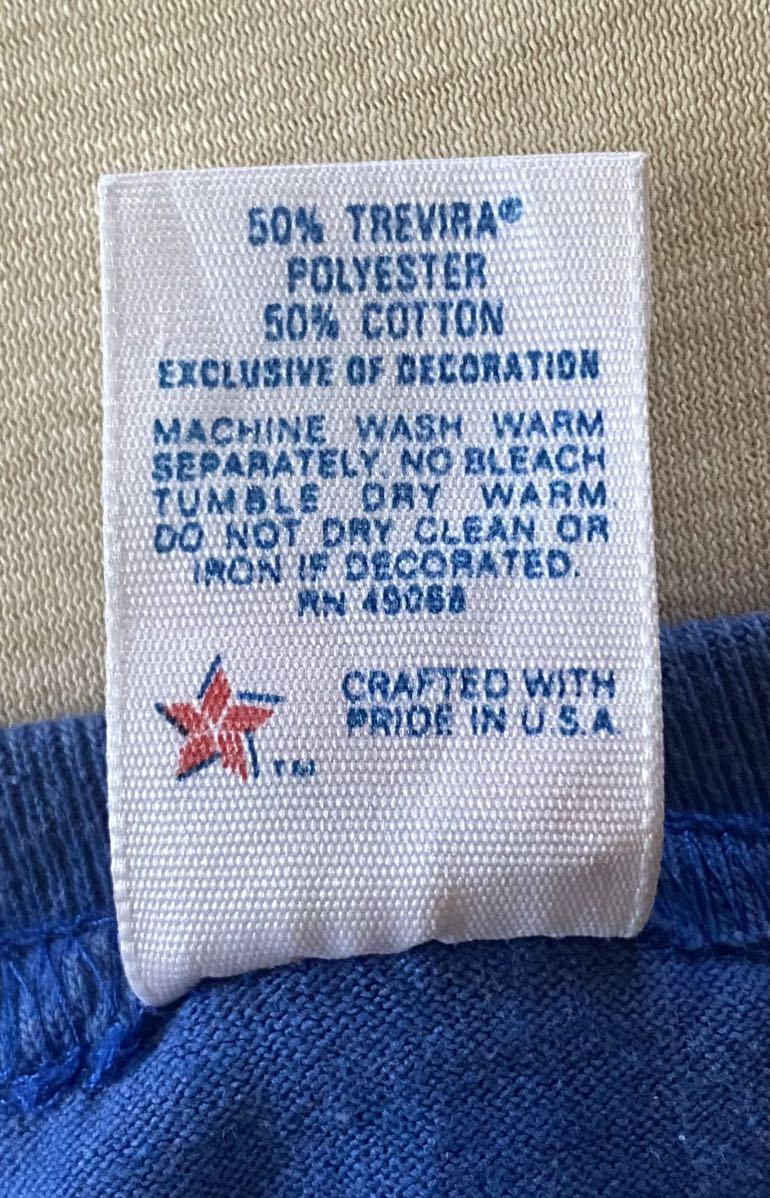 50% TREVIRA®
POLYESTER
50% COTTON
EXCLUSIVE OF DECORATION
MACHINE WASH WARM
SEPARATELY. NO BLEACH
TUMBLE DRY WARM
DO NOT DRY CLEAN OR
IRON IF DECORATED.
RN 49068
CRAFTED WITH
PRIDE IN U.S.A
TM